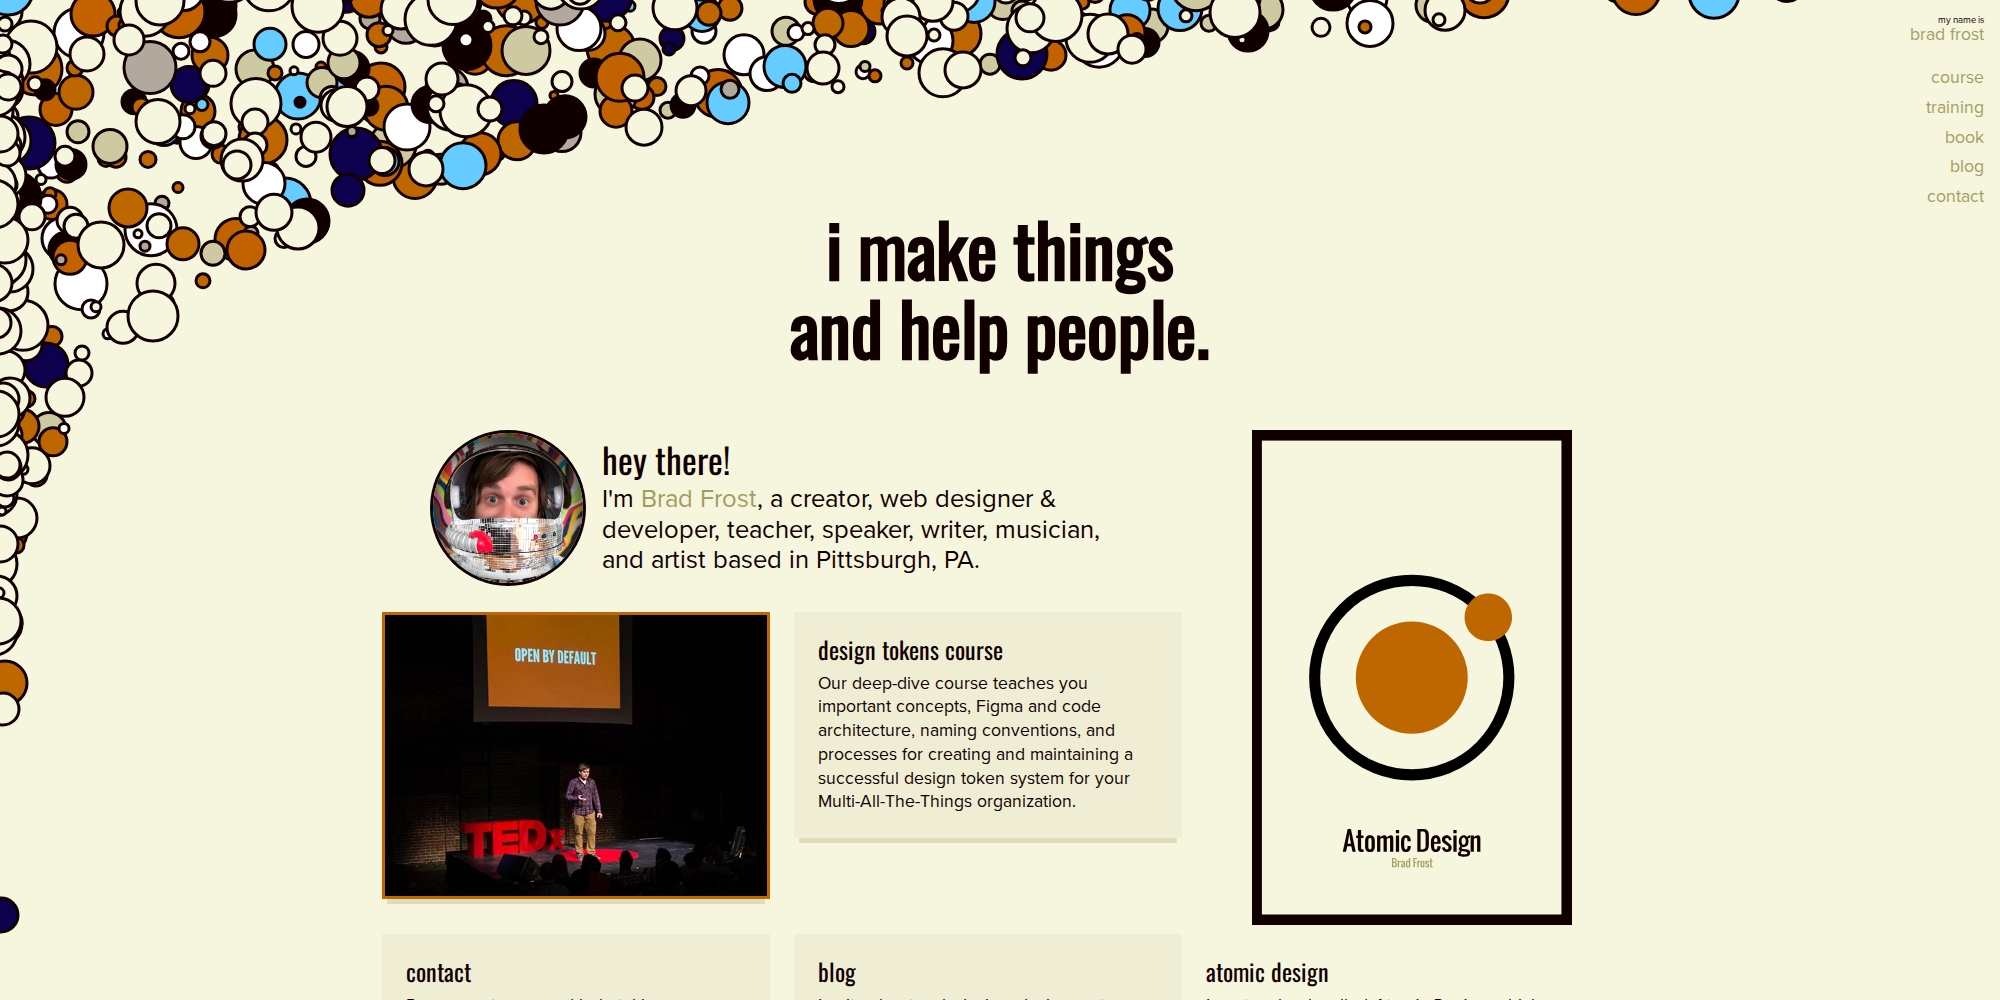 my name is
brad frost
course
training
book
blog
contact
i make things
and help people.
hey there!
I'm Brad Frost, a creator, web designer &
developer, teacher, speaker, writer, musician,
and artist based in Pittsburgh, PA.
OPEN BY DEFAULT
TEDx
design tokens course
Our deep-dive course teaches you
important concepts, Figma and code
architecture, naming conventions, and
processes for creating and maintaining a
successful design token system for your
Multi-All-The-Things organization.
Atomic Design
Brad Frost
contact
blog
atomic design